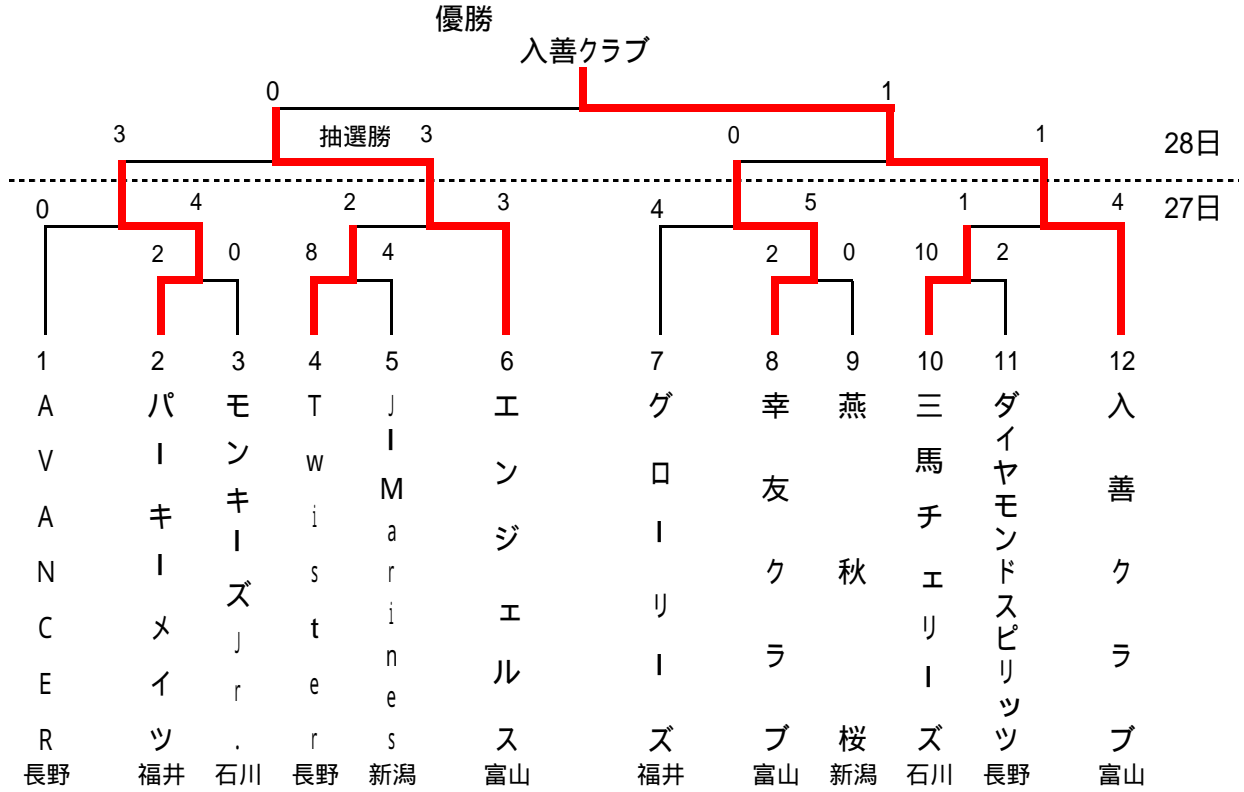 優勝
入善クラブ
0 1
3 抽選勝 3 0 1 28日
0 4 2 3 4 5 1 4 27日
2 0 8 4 2 0 10 2
1 2 3 4 5 6 7 8 9 10 11 12
AVANCER
パーキーメイツ
モンキーズJr.
Twister
JIMarines
エンジェルス
グローリーズ
幸友クラブ
燕秋桜
三馬チェリーズ
ダイヤモンドスピリッツ
入善クラブ
長野 福井 石川 長野 新潟 富山 福井 富山 新潟 石川 長野 富山